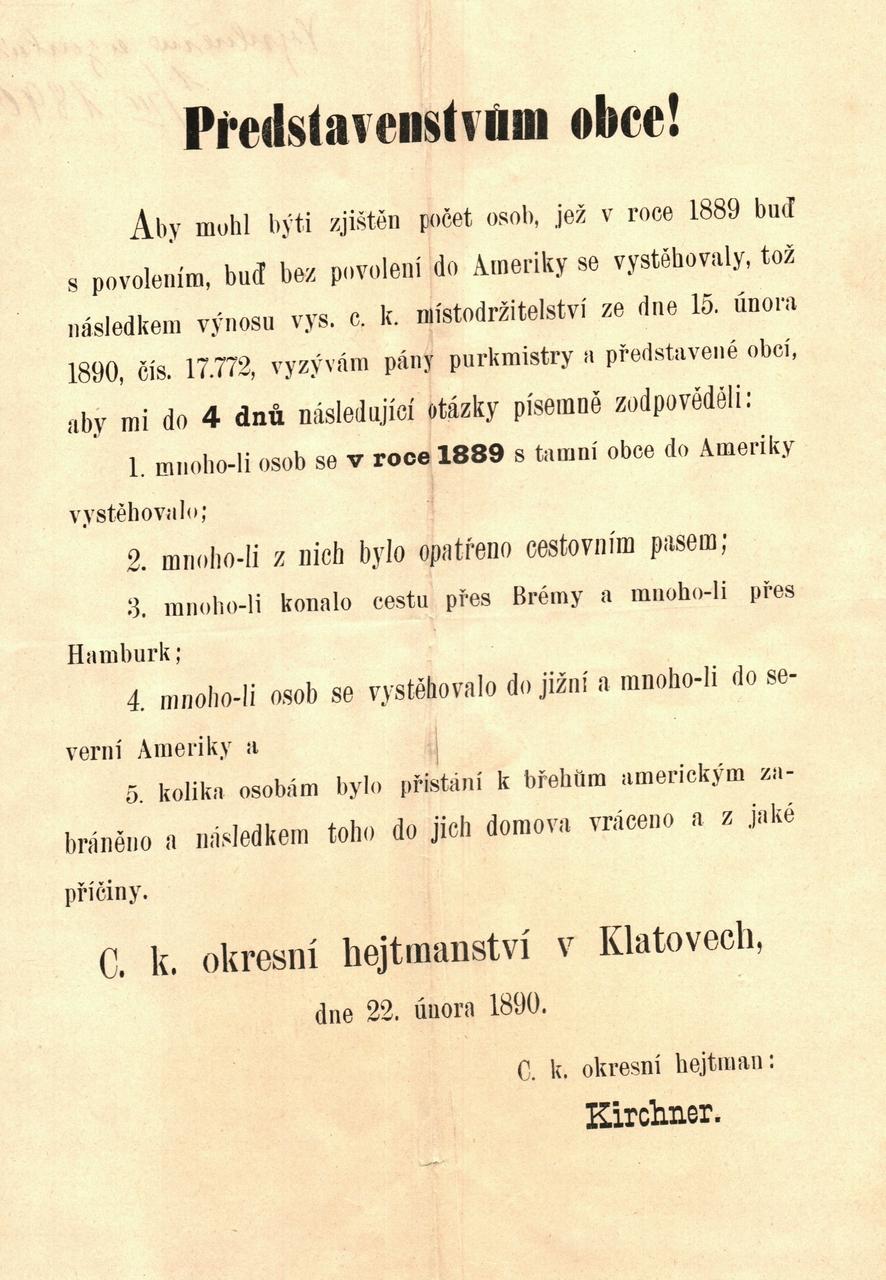 Představenstvům obce!
Aby mohl býti zjištěn počet osob, jež v roce 1889 buď
s povolením, buď bez povolení do Ameriky se vystěhovaly, tož
následkem výnosu vys. c. k. místodržitelství ze dne 15. února
1890, čís. 17.772, vyzývám pány purkmistry a představené obcí,
aby mi do 4 dnů následující otázky písemně zodpověděli:
1. mnoho-li osob se v roce 1889 s tamní obce do Ameriky
vystěhovalo;
2. mnoho-li z nich bylo opatřeno cestovním pasem;
3. mnoho-li konalo cestu přes Brémy a mnoho-li přes
Hamburk;
4. mnoho-li osob se vystěhovalo do jižní a mnoho-li do se-
verní Ameriky a
5. kolika osobám bylo přistání k břehům americkým za-
bráněno a následkem toho do jich domova vráceno a z jaké
příčiny.
C. k. okresní hejtmanství v Klatovech,
dne 22. února 1890.
C. k. okresní hejtman:
Kirchner.